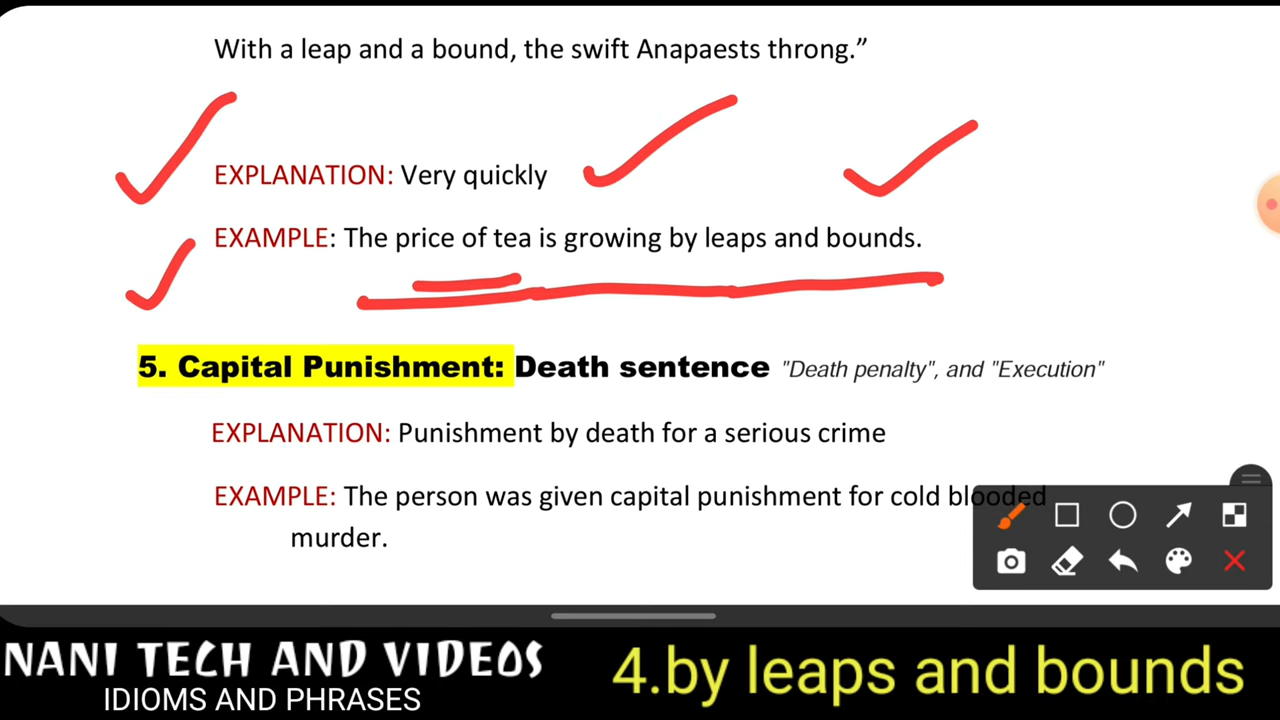 With a leap and a bound, the swift Anapaests throng.”
EXPLANATION: Very quickly
EXAMPLE: The price of tea is growing by leaps and bounds.
5. Capital Punishment: Death sentence "Death penalty", and "Execution"
EXPLANATION: Punishment by death for a serious crime
EXAMPLE: The person was given capital punishment for cold blooded
murder.
NANI TECH AND VIDEOS
IDIOMS AND PHRASES
4.by leaps and bounds